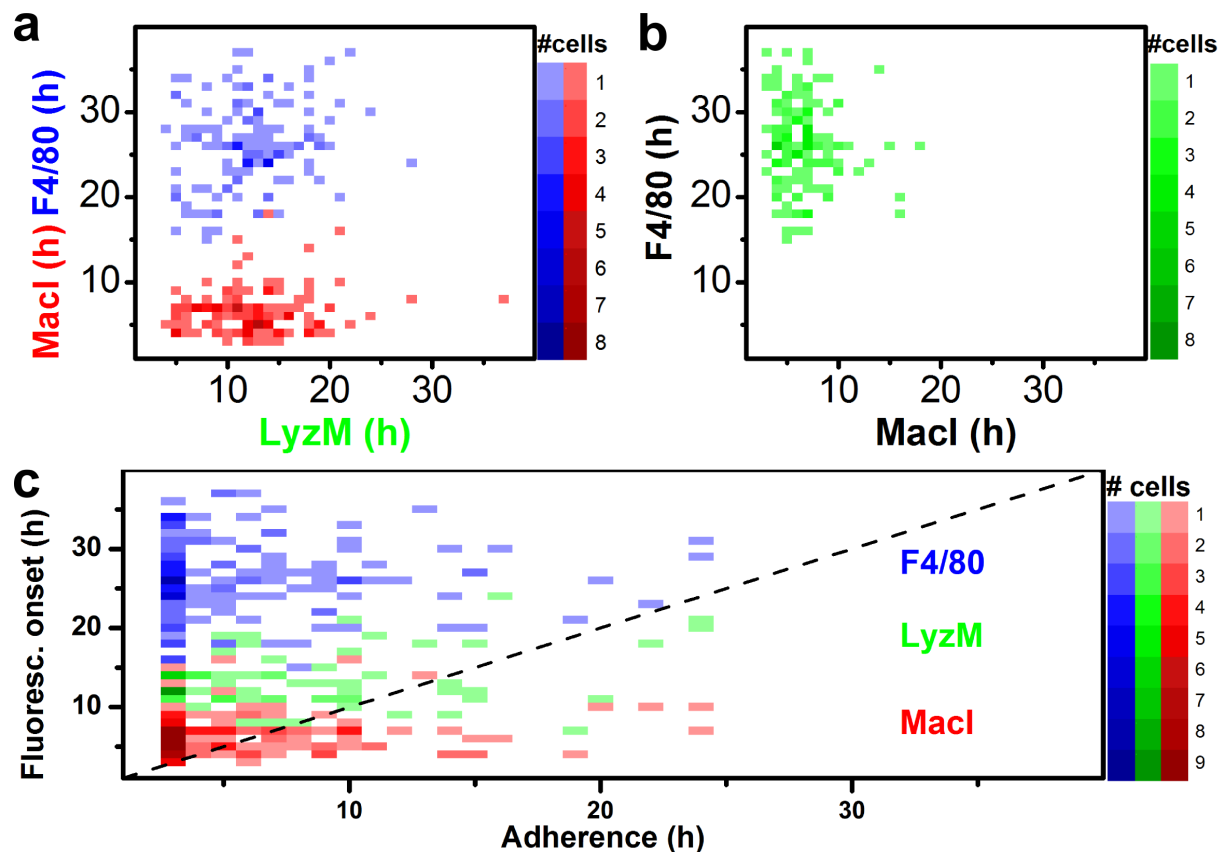 a
MacI (h) F4/80 (h)
30
20
10
10 20 30
LyzM (h)
#cells
1
2
3
4
5
6
7
8
b
F4/80 (h)
30
20
10
10 20 30
MacI (h)
#cells
1
2
3
4
5
6
7
8
c
Fluoresc. onset (h)
30
20
10
10 20 30
Adherence (h)
F4/80
LyzM
MacI
# cells
1
2
3
4
5
6
7
8
9